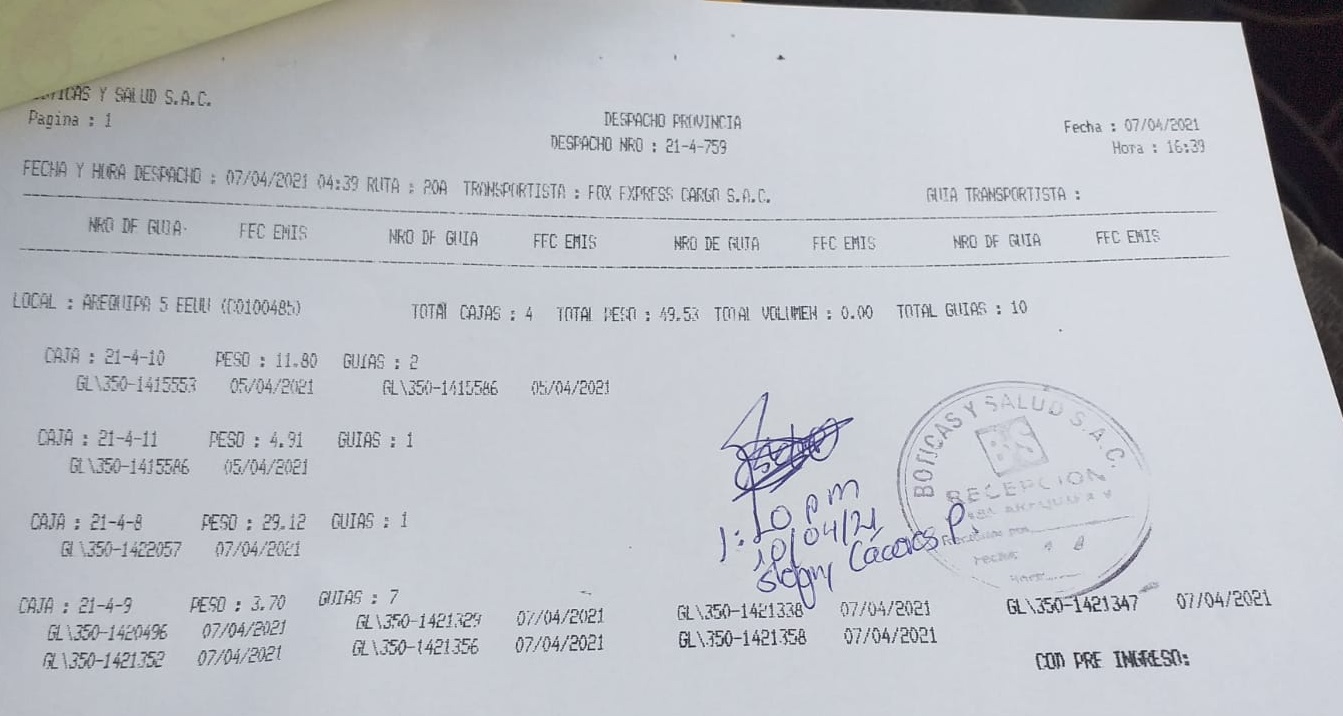 BOTICAS Y SALUD S.A.C.
Pagina : 1
DESPACHO PROVINCIA
Fecha : 07/04/2021
DESPACHO NRO : 21-4-759
Hora : 16:39
FECHA Y HORA DESPACHO : 07/04/2021 04:39 RUTA : POA TRANSPORTISTA : FOX EXPRESS CARGO S.A.C. GUIA TRANSPORTISTA :
NRO DE GUIA FEC EMIS NRO DE GUIA FEC EMIS NRO DE GUIA FEC EMIS NRO DE GUIA FEC EMIS
LOCAL : AREQUIPA 5 EEUU (C0100485) TOTAL CAJAS : 4 TOTAL PESO : 49.53 TOTAL VOLUMEN : 0.00 TOTAL GUIAS : 10
CAJA : 21-4-10 PESO : 11.80 GUIAS : 2
GL\350-1415553 05/04/2021 GL\350-1415586 05/04/2021
CAJA : 21-4-11 PESO : 4.91 GUIAS : 1
GL\350-1415586 05/04/2021
CAJA : 21-4-8 PESO : 29.12 GUIAS : 1
GL\350-1422057 07/04/2021
CAJA : 21-4-9 PESO : 3.70 GUIAS : 7
GL\350-1420496 07/04/2021 GL\350-1421329 07/04/2021 GL\350-1421338 07/04/2021 GL\350-1421347 07/04/2021
GL\350-1421352 07/04/2021 GL\350-1421356 07/04/2021 GL\350-1421358 07/04/2021
COD PRE INGRESO:
1:10 pm
10/04/21
Cáceres P.
BOTICAS Y SALUD S.A.C.
BS
RECEPCION